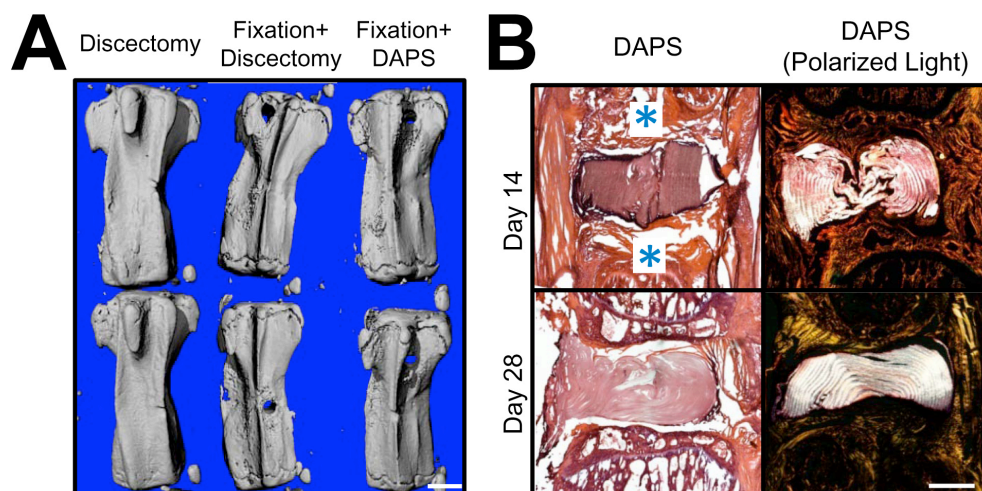 A
Discectomy
Fixation+
Discectomy
Fixation+
DAPS
B
DAPS
DAPS
(Polarized Light)
Day 14
*
*
Day 28